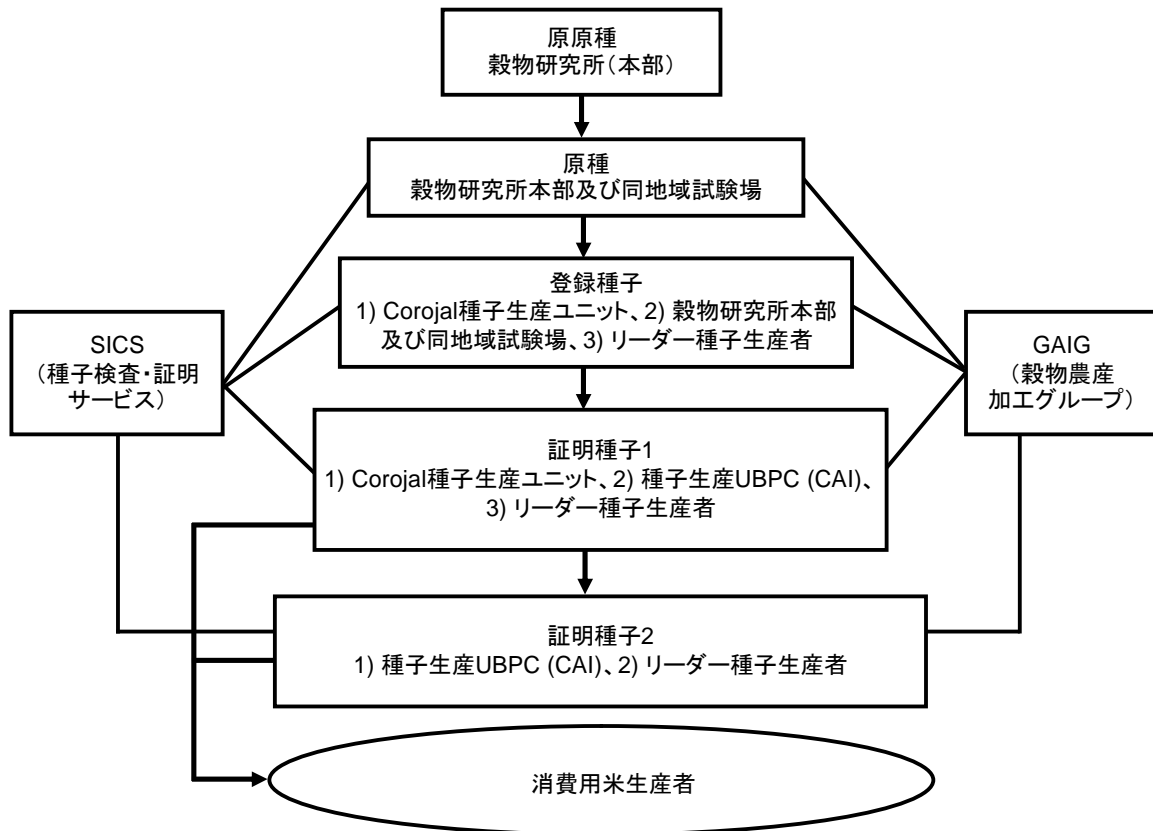 原原種
穀物研究所（本部）
原種
穀物研究所本部及び同地域試験場
登録種子
1) Corojal種子生産ユニット、2) 穀物研究所本部
及び同地域試験場、3) リーダー種子生産者
SICS
（種子検査・証明
サービス）
GAIG
（穀物農産
加工グループ）
証明種子1
1) Corojal種子生産ユニット、2) 種子生産UBPC (CAI)、
3) リーダー種子生産者
証明種子2
1) 種子生産UBPC (CAI)、2) リーダー種子生産者
消費用米生産者